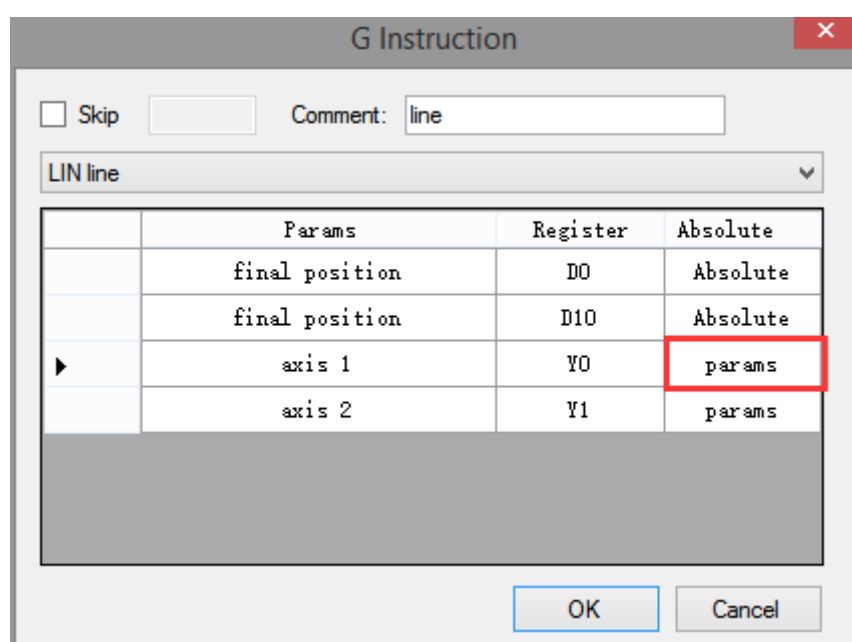 G Instruction
Skip Comment: line
LIN line
Params Register Absolute
final position D0 Absolute
final position D10 Absolute
axis 1 Y0 params
axis 2 Y1 params
OK Cancel